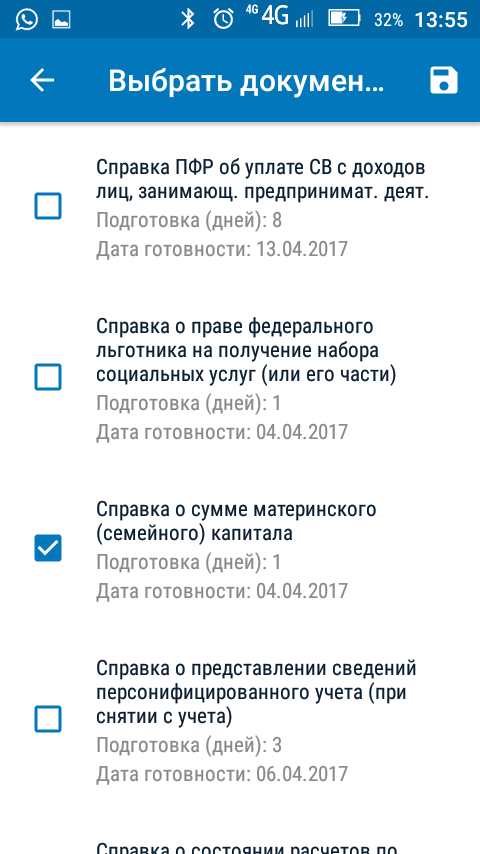 4G 4G 32% 13:55
Выбрать докумен...
Справка ПФР об уплате СВ с доходов
лиц, занимающ. предпринимат. деят.
Подготовка (дней): 8
Дата готовности: 13.04.2017
Справка о праве федерального
льготника на получение набора
социальных услуг (или его части)
Подготовка (дней): 1
Дата готовности: 04.04.2017
Справка о сумме материнского
(семейного) капитала
Подготовка (дней): 1
Дата готовности: 04.04.2017
Справка о представлении сведений
персонифицированного учета (при
снятии с учета)
Подготовка (дней): 3
Дата готовности: 06.04.2017
Справка о состоянии расчетов по